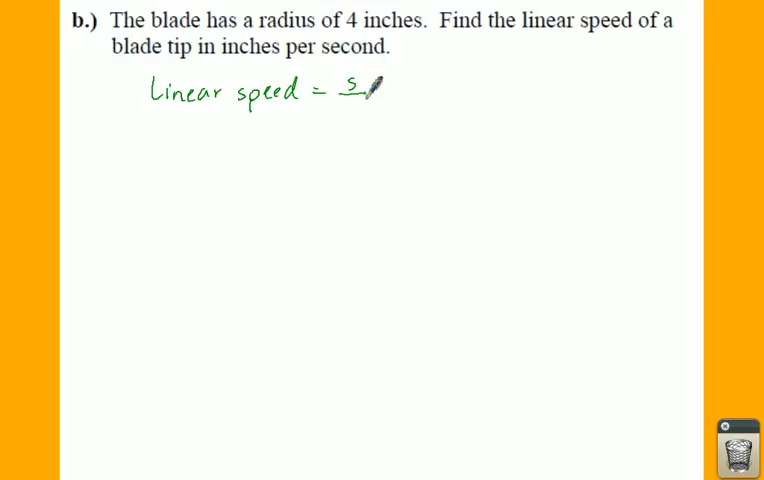 b.) The blade has a radius of 4 inches. Find the linear speed of a
blade tip in inches per second.
Linear speed = s